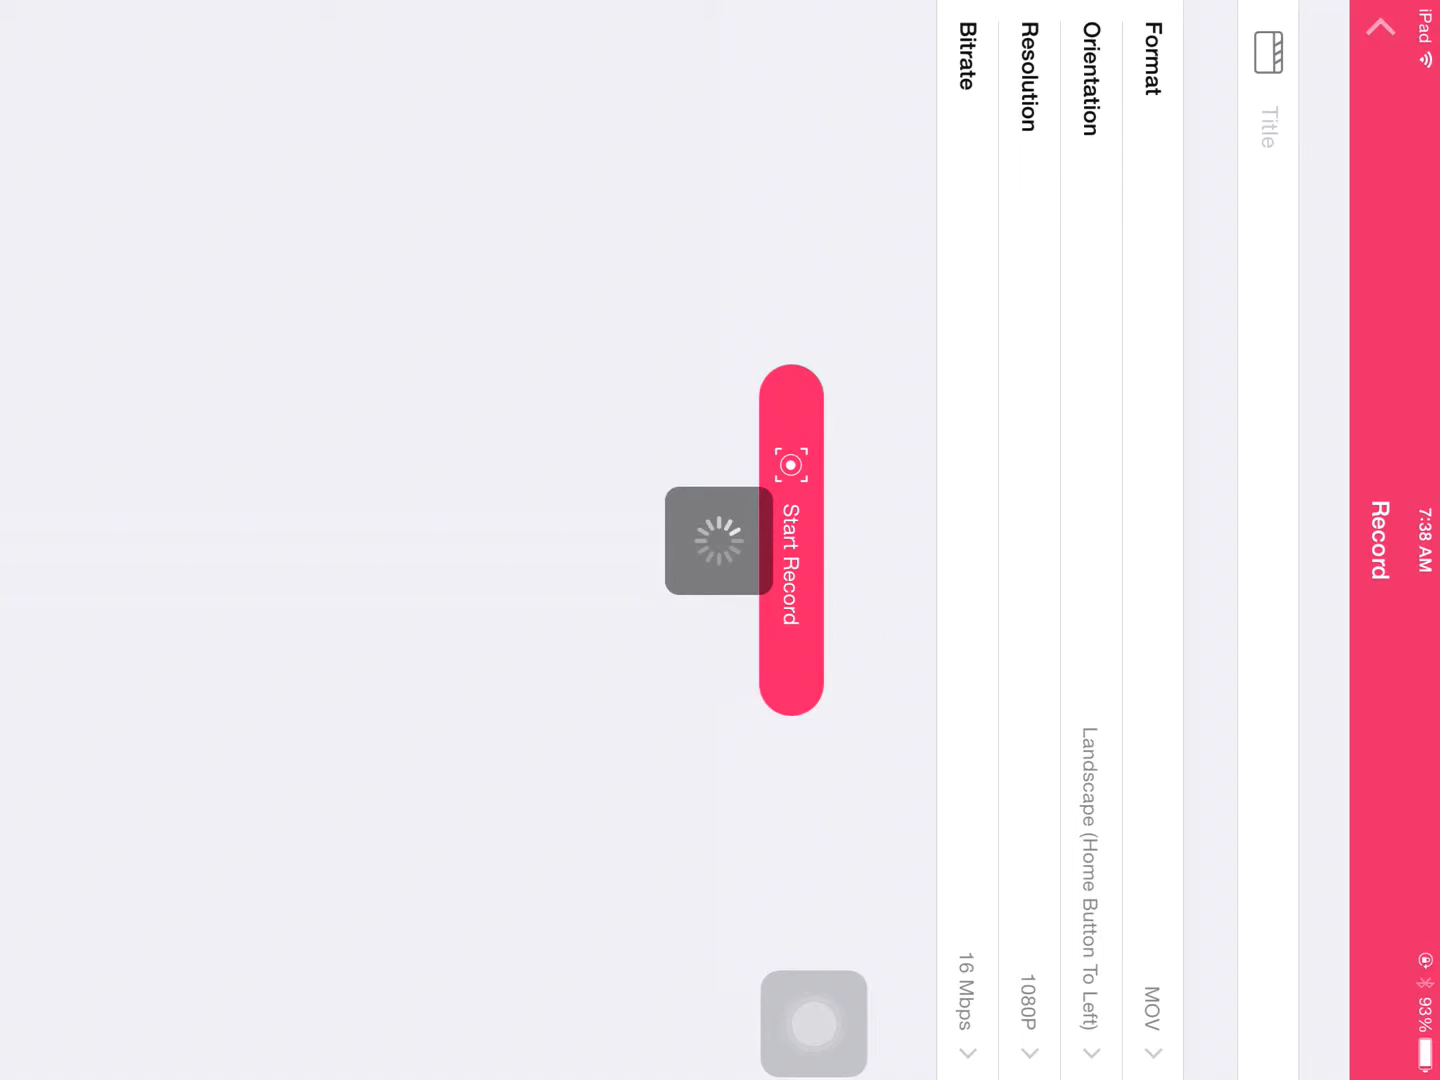 iPad 7:38 AM 93%
Record
Title
Format MOV
Orientation Landscape (Home Button To Left)
Resolution 1080P
Bitrate 16 Mbps
Start Record